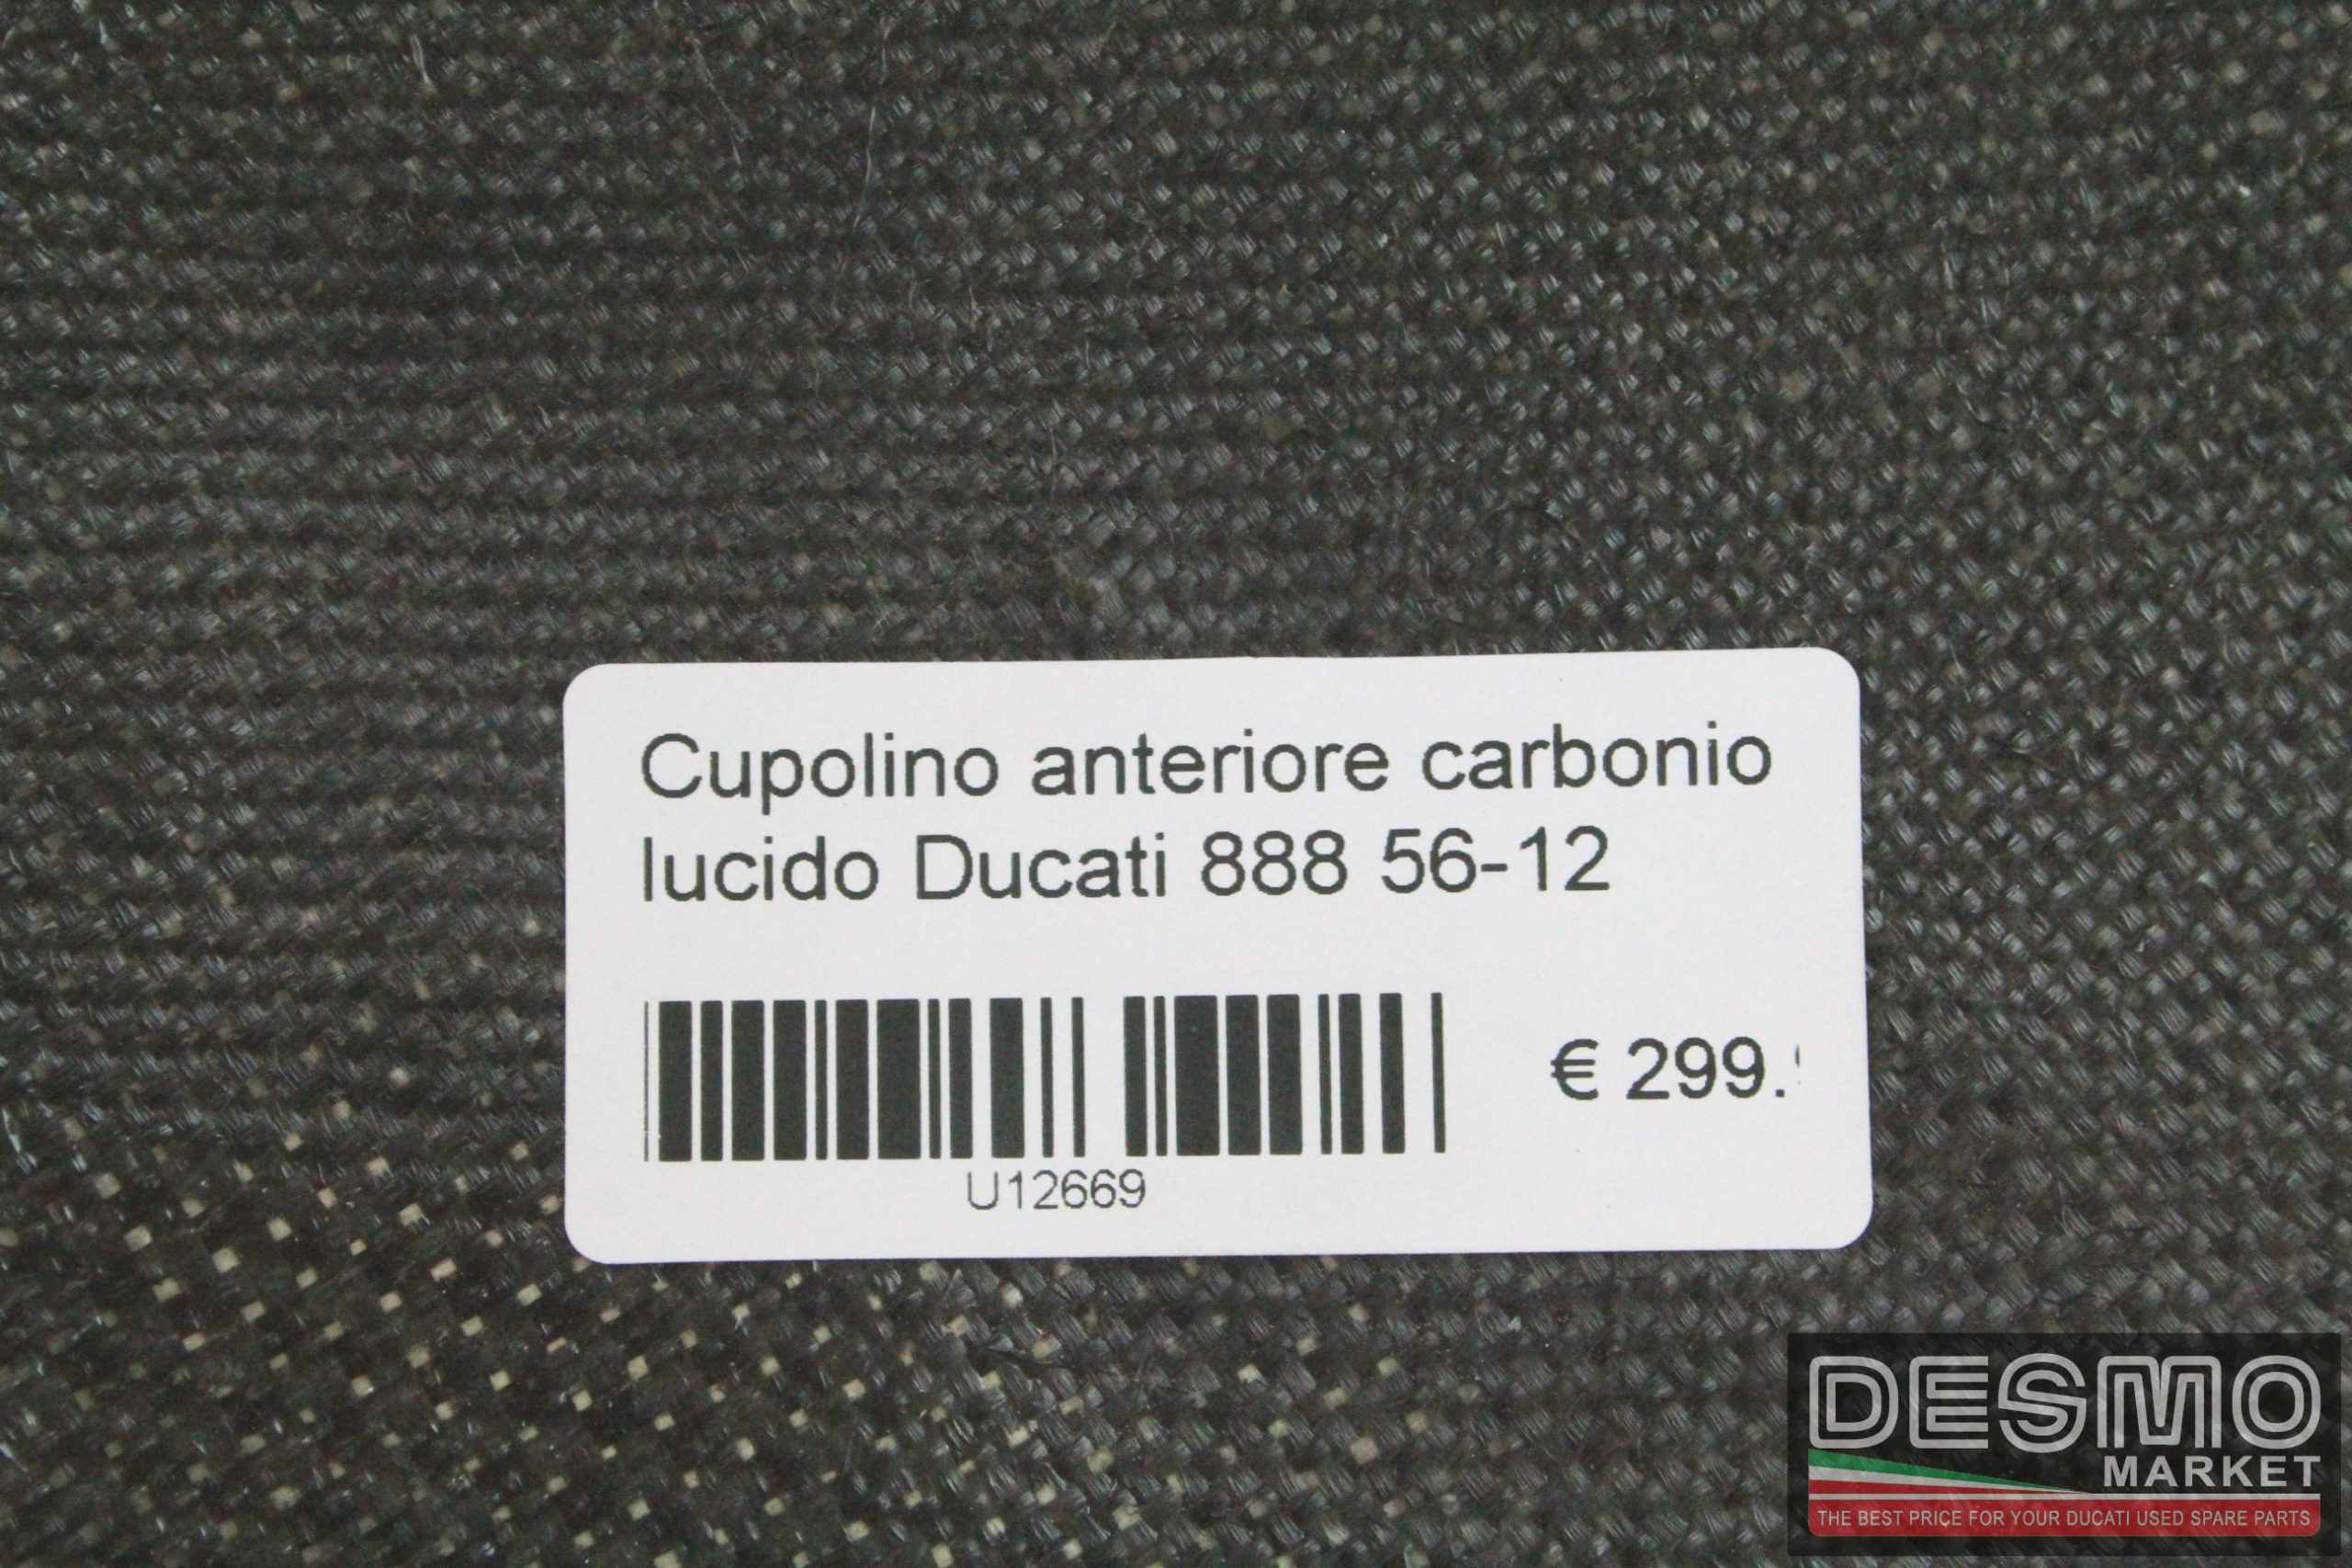 Cupolino anteriore carbonio
lucido Ducati 888 56-12
€ 299.
U12669
DESMO
MARKET
THE BEST PRICE FOR YOUR DUCATI USED SPARE PARTS